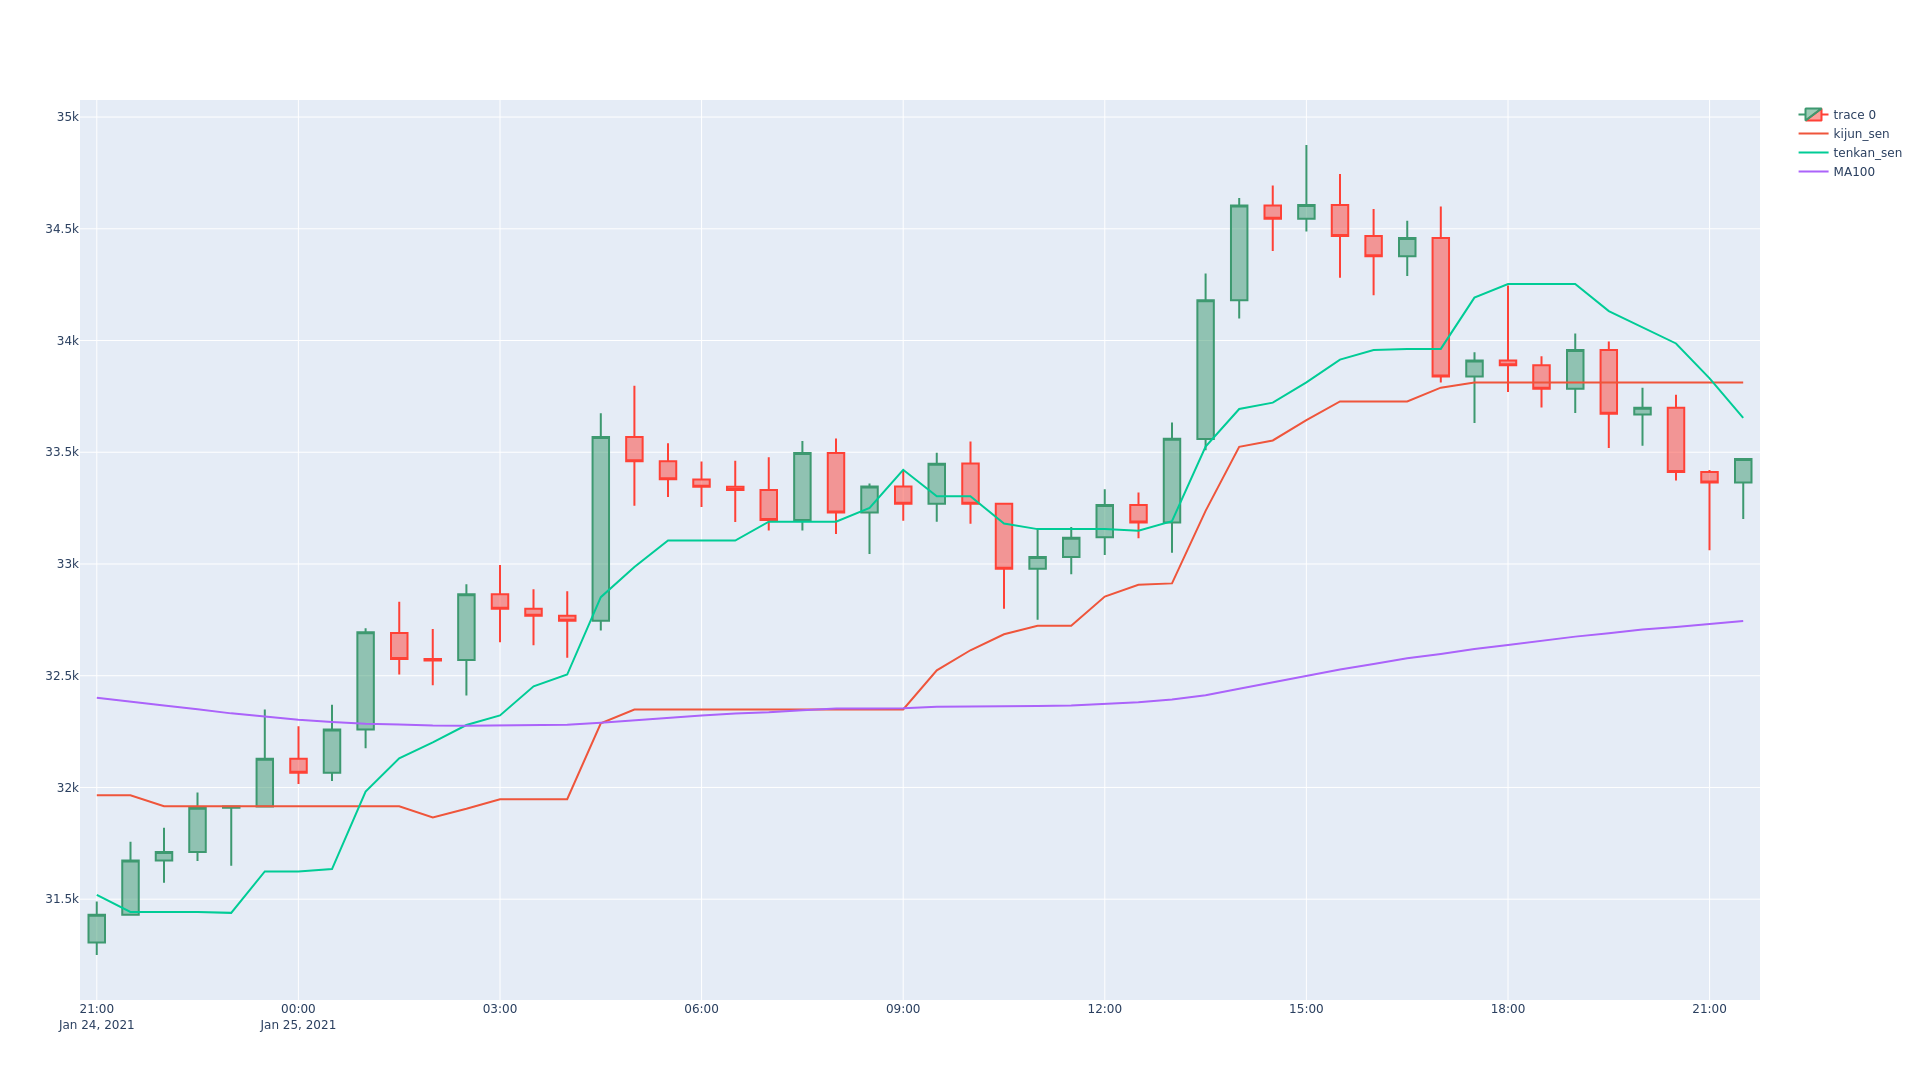 35k
34.5k
34k
33.5k
33k
32.5k
32k
31.5k
21:00
Jan 24, 2021
00:00
Jan 25, 2021
03:00
06:00
09:00
12:00
15:00
18:00
21:00
trace 0
kijun_sen
tenkan_sen
MA100